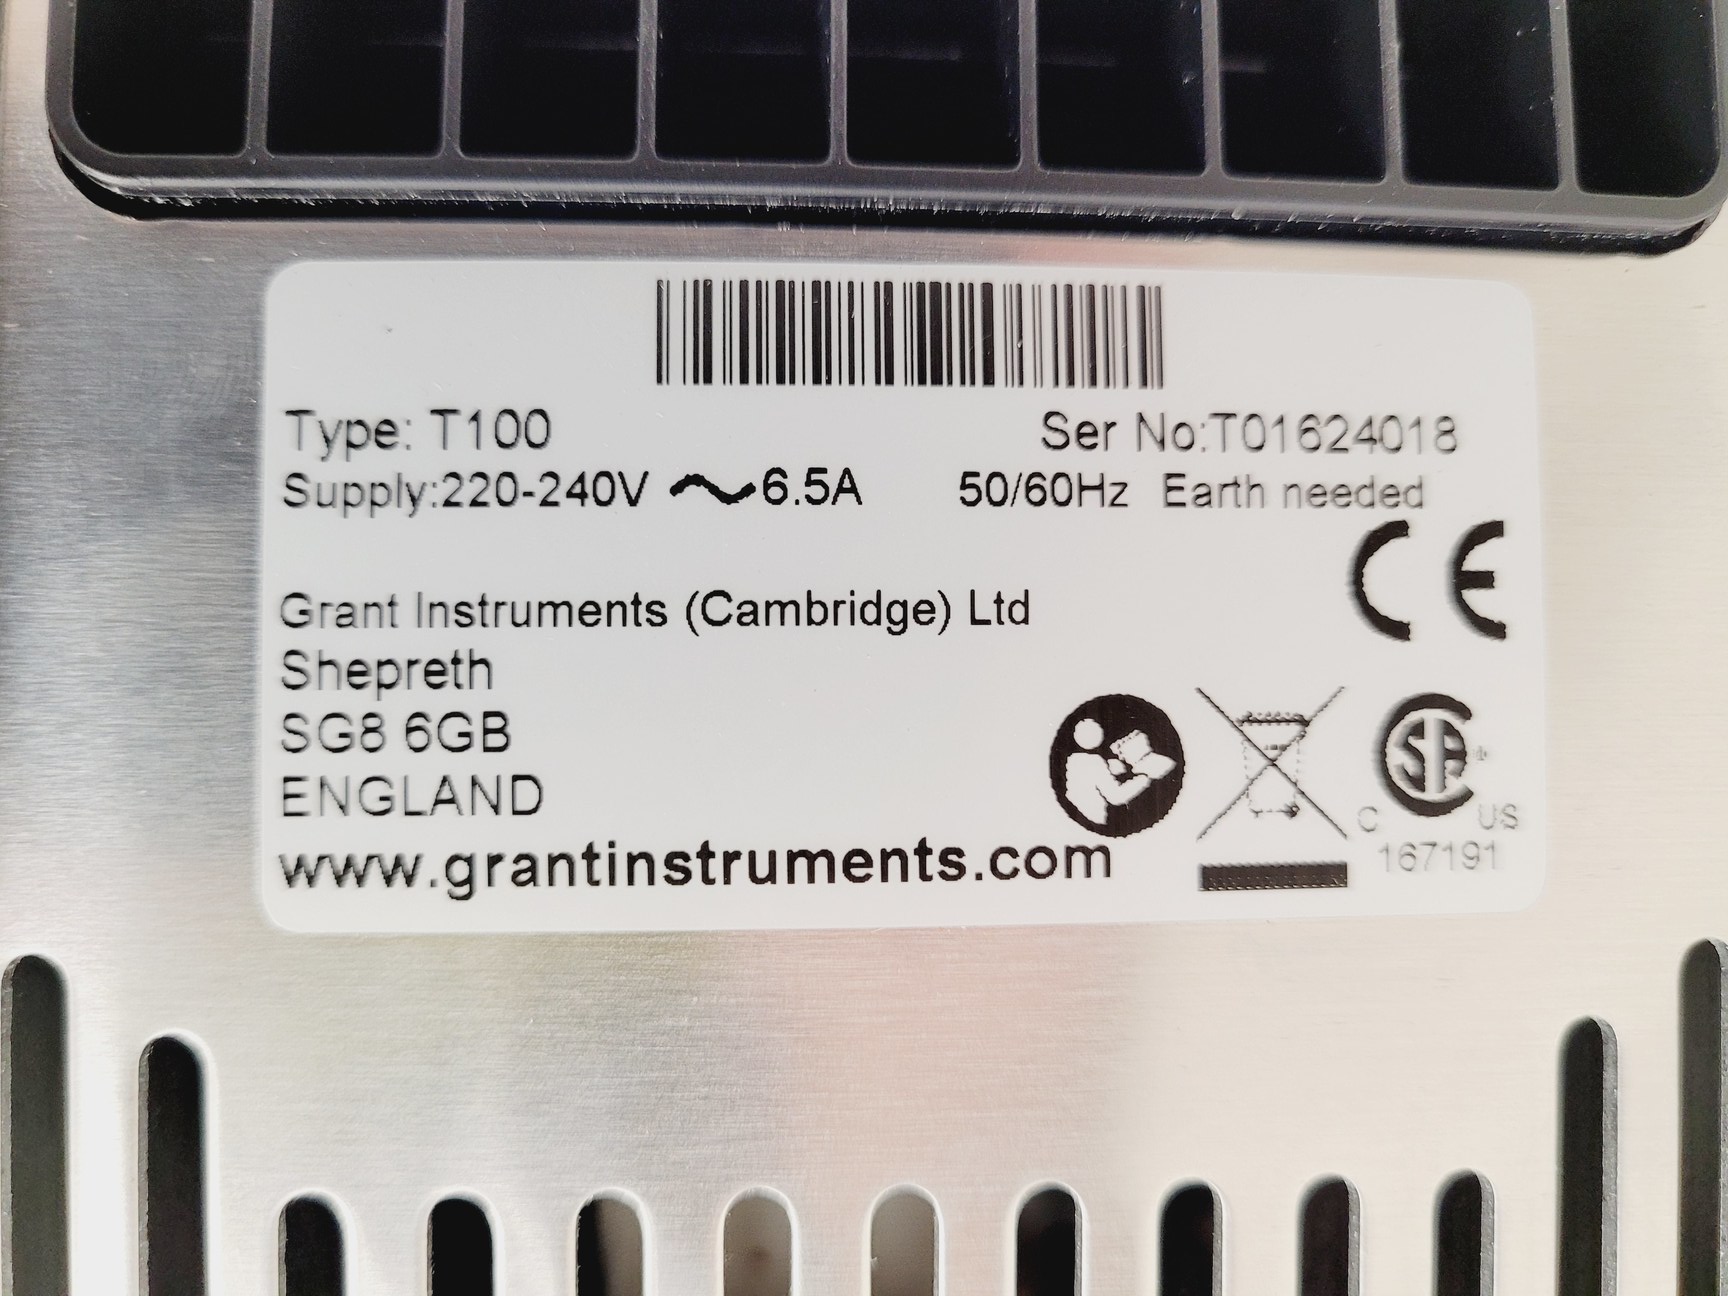 Type: T100 Ser No:T01624018
Supply:220-240V ~6.5A 50/60Hz Earth needed
CE
Grant Instruments (Cambridge) Ltd
Shepreth
SG8 6GB
ENGLAND
www.grantinstruments.com
SA
C US
167191